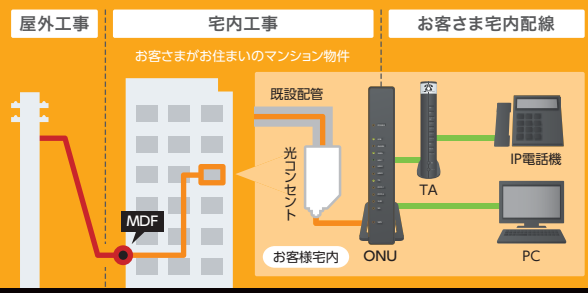 屋外工事
宅内工事
お客さま宅内配線
お客さまがお住まいのマンション物件
既設配管
光コンセント
MDF
お客様宅内
ONU
TA
IP電話機
PC